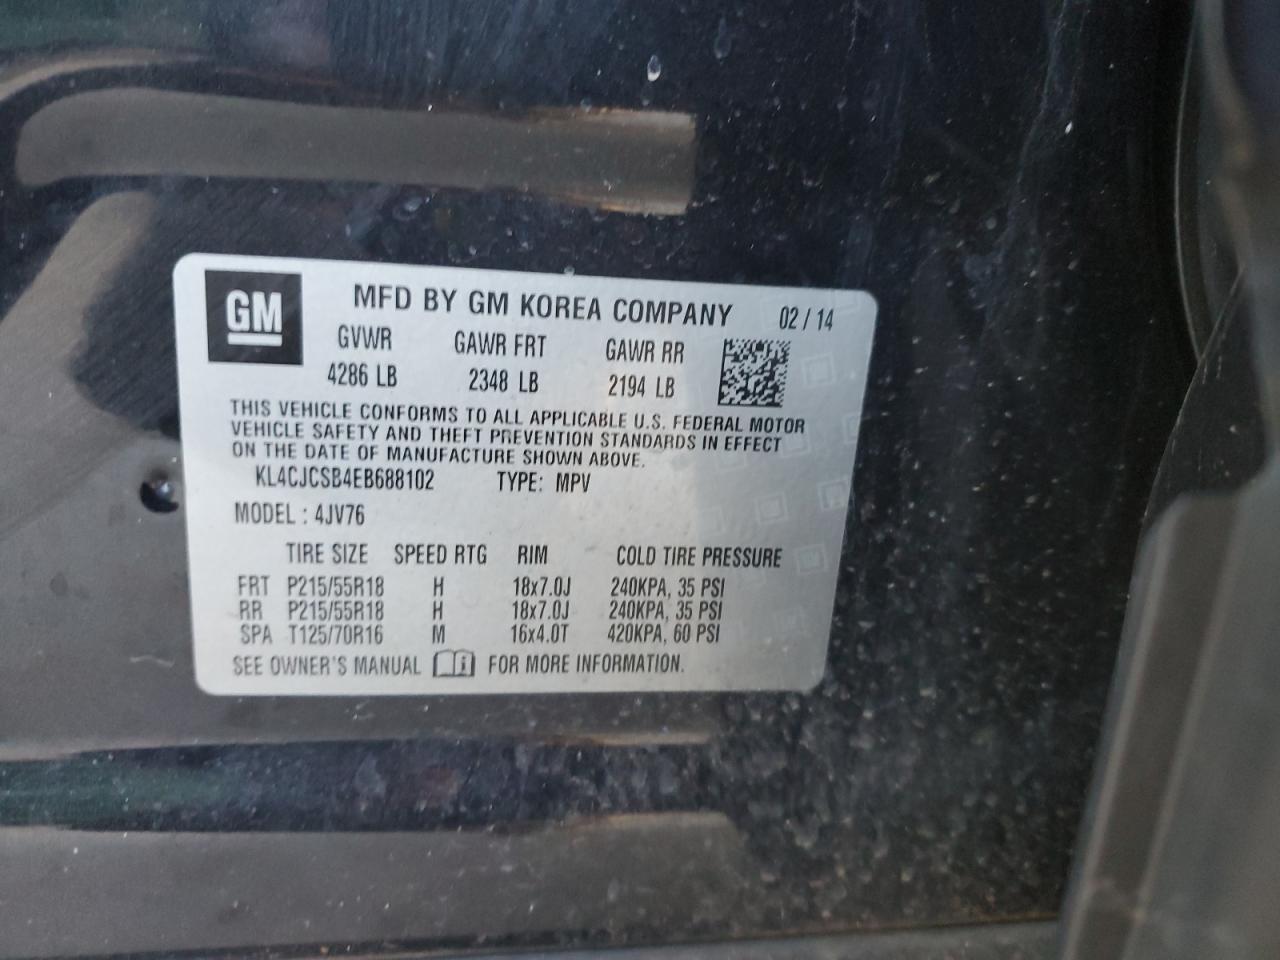 GM
MFD BY GM KOREA COMPANY 02 / 14
GVWR GAWR FRT GAWR RR
4286 LB 2348 LB 2194 LB
THIS VEHICLE CONFORMS TO ALL APPLICABLE U.S. FEDERAL MOTOR
VEHICLE SAFETY AND THEFT PREVENTION STANDARDS IN EFFECT
ON THE DATE OF MANUFACTURE SHOWN ABOVE.
KL4CJCSB4EB688102 TYPE: MPV
MODEL : 4JV76
TIRE SIZE SPEED RTG RIM COLD TIRE PRESSURE
FRT P215/55R18 H 18x7.0J 240KPA, 35 PSI
RR P215/55R18 H 18x7.0J 240KPA, 35 PSI
SPA T125/70R16 M 16x4.0T 420KPA, 60 PSI
SEE OWNER'S MANUAL i FOR MORE INFORMATION.